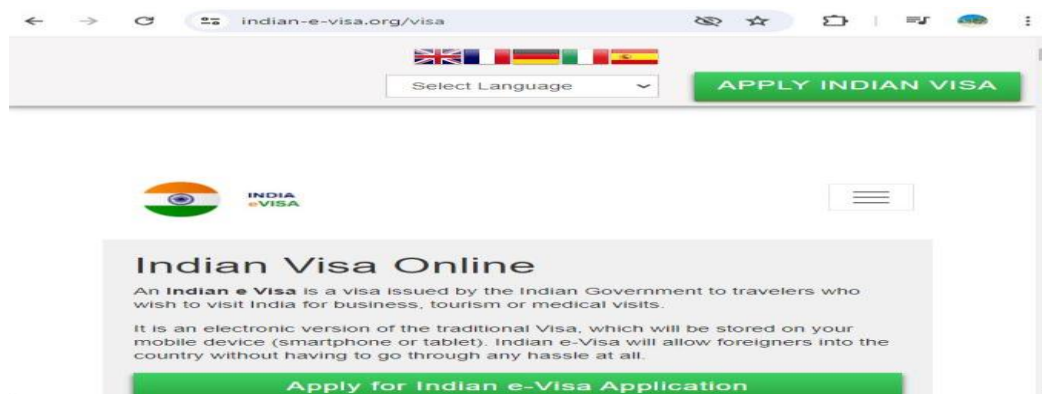 indian-e-visa.org/visa
Select Language
APPLY INDIAN VISA
INDIA
eVISA
Indian Visa Online
An Indian e Visa is a visa issued by the Indian Government to travelers who
wish to visit India for business, tourism or medical visits.
It is an electronic version of the traditional Visa, which will be stored on your
mobile device (smartphone or tablet). Indian e-Visa will allow foreigners into the
country without having to go through any hassle at all.
Apply for Indian e-Visa Application